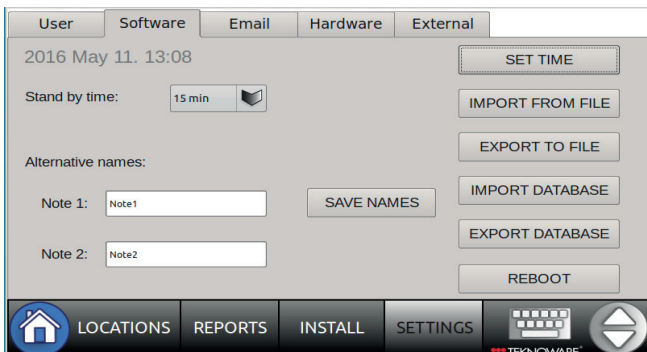 User Software Email Hardware External
2016 May 11. 13:08
SET TIME
Stand by time: 15 min
IMPORT FROM FILE
EXPORT TO FILE
Alternative names:
IMPORT DATABASE
Note 1: Note1 SAVE NAMES
EXPORT DATABASE
Note 2: Note2
REBOOT
LOCATIONS REPORTS INSTALL SETTINGS
TEKNOWARE